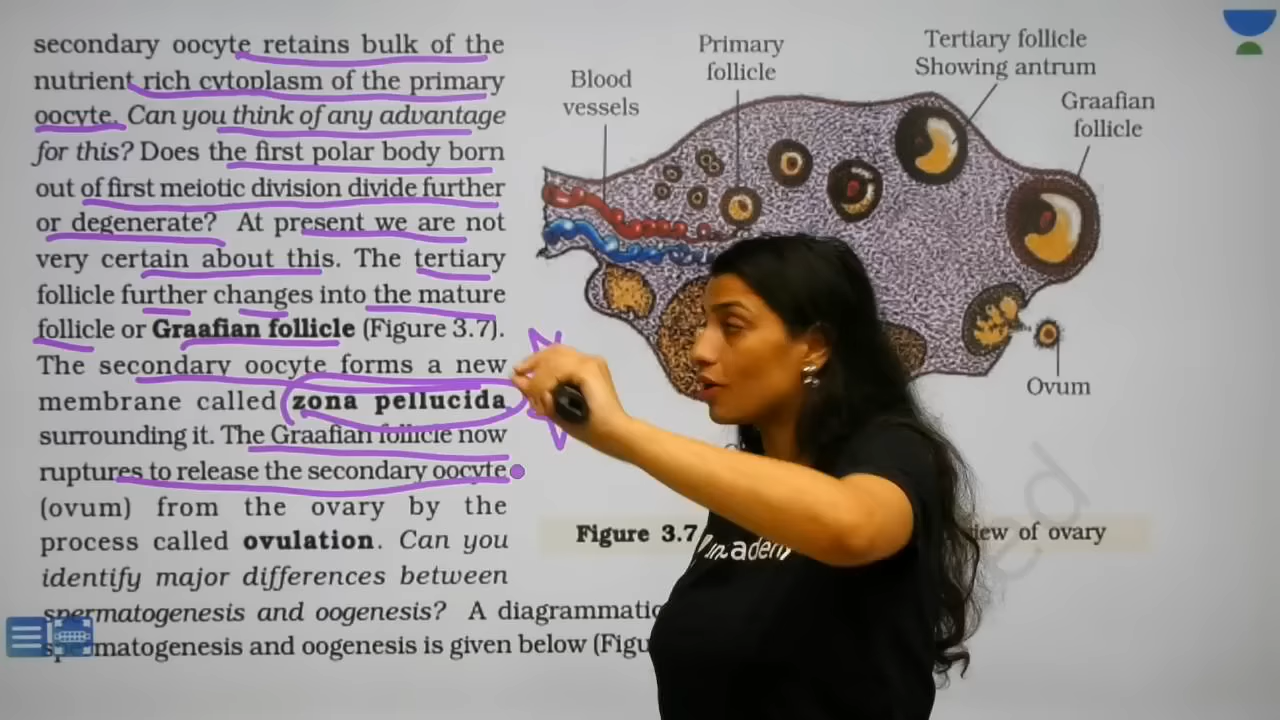 secondary oocyte retains bulk of the
nutrient rich cytoplasm of the primary
oocyte. Can you think of any advantage
for this? Does the first polar body born
out of first meiotic division divide further
or degenerate? At present we are not
very certain about this. The tertiary
follicle further changes into the mature
follicle or Graafian follicle (Figure 3.7).
The secondary oocyte forms a new
membrane called zona pellucida
surrounding it. The Graafian follicle now
ruptures to release the secondary oocyte
(ovum) from the ovary by the
process called ovulation. Can you
identify major differences between
spermatogenesis and oogenesis? A diagrammatic
spermatogenesis and oogenesis is given below (Figu
Blood
vessels
Primary
follicle
Tertiary follicle
Showing antrum
Graafian
follicle
Ovum
Figure 3.7
iew of ovary